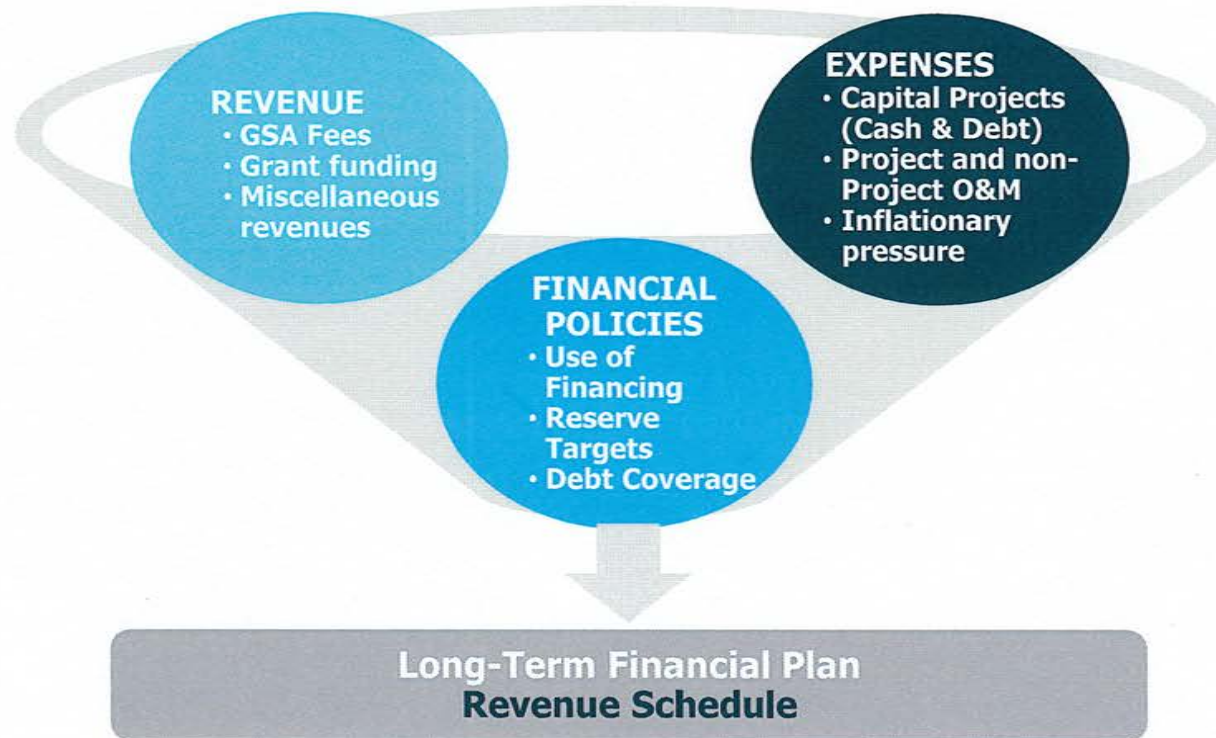 REVENUE
• GSA Fees
• Grant funding
• Miscellaneous
revenues
EXPENSES
• Capital Projects
(Cash & Debt)
• Project and non-
Project O&M
• Inflationary
pressure
FINANCIAL
POLICIES
• Use of
Financing
• Reserve
Targets
• Debt Coverage
Long-Term Financial Plan
Revenue Schedule